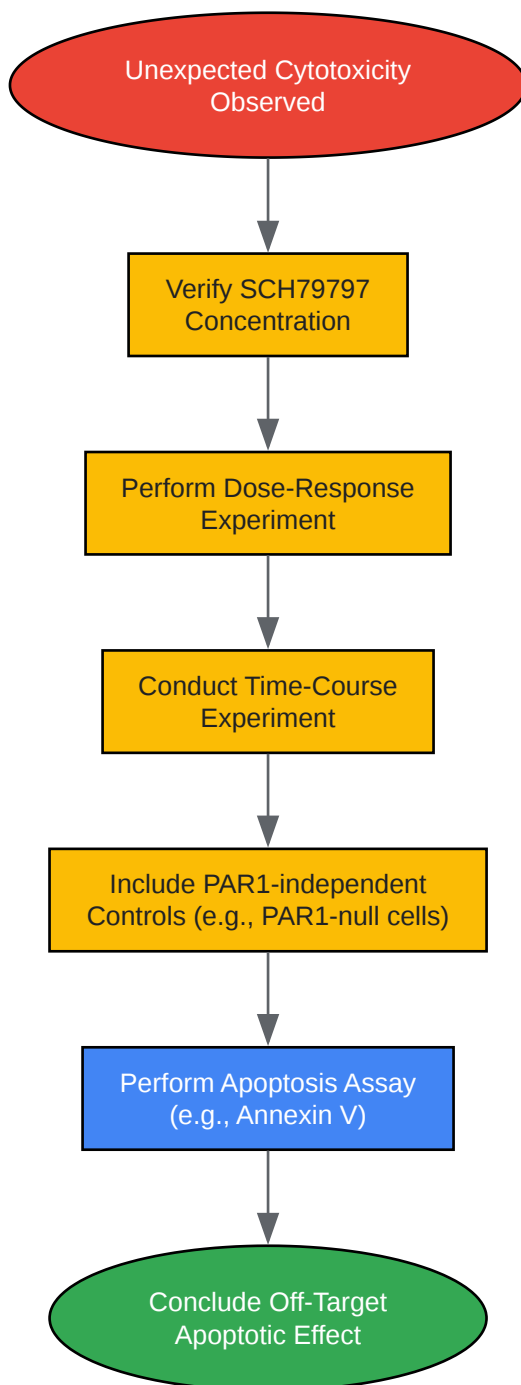 Unexpected Cytotoxicity
Observed
Verify SCH79797
Concentration
Perform Dose-Response
Experiment
Conduct Time-Course
Experiment
Include PAR1-independent
Controls (e.g., PAR1-null cells)
Perform Apoptosis Assay
(e.g., Annexin V)
Conclude Off-Target
Apoptotic Effect